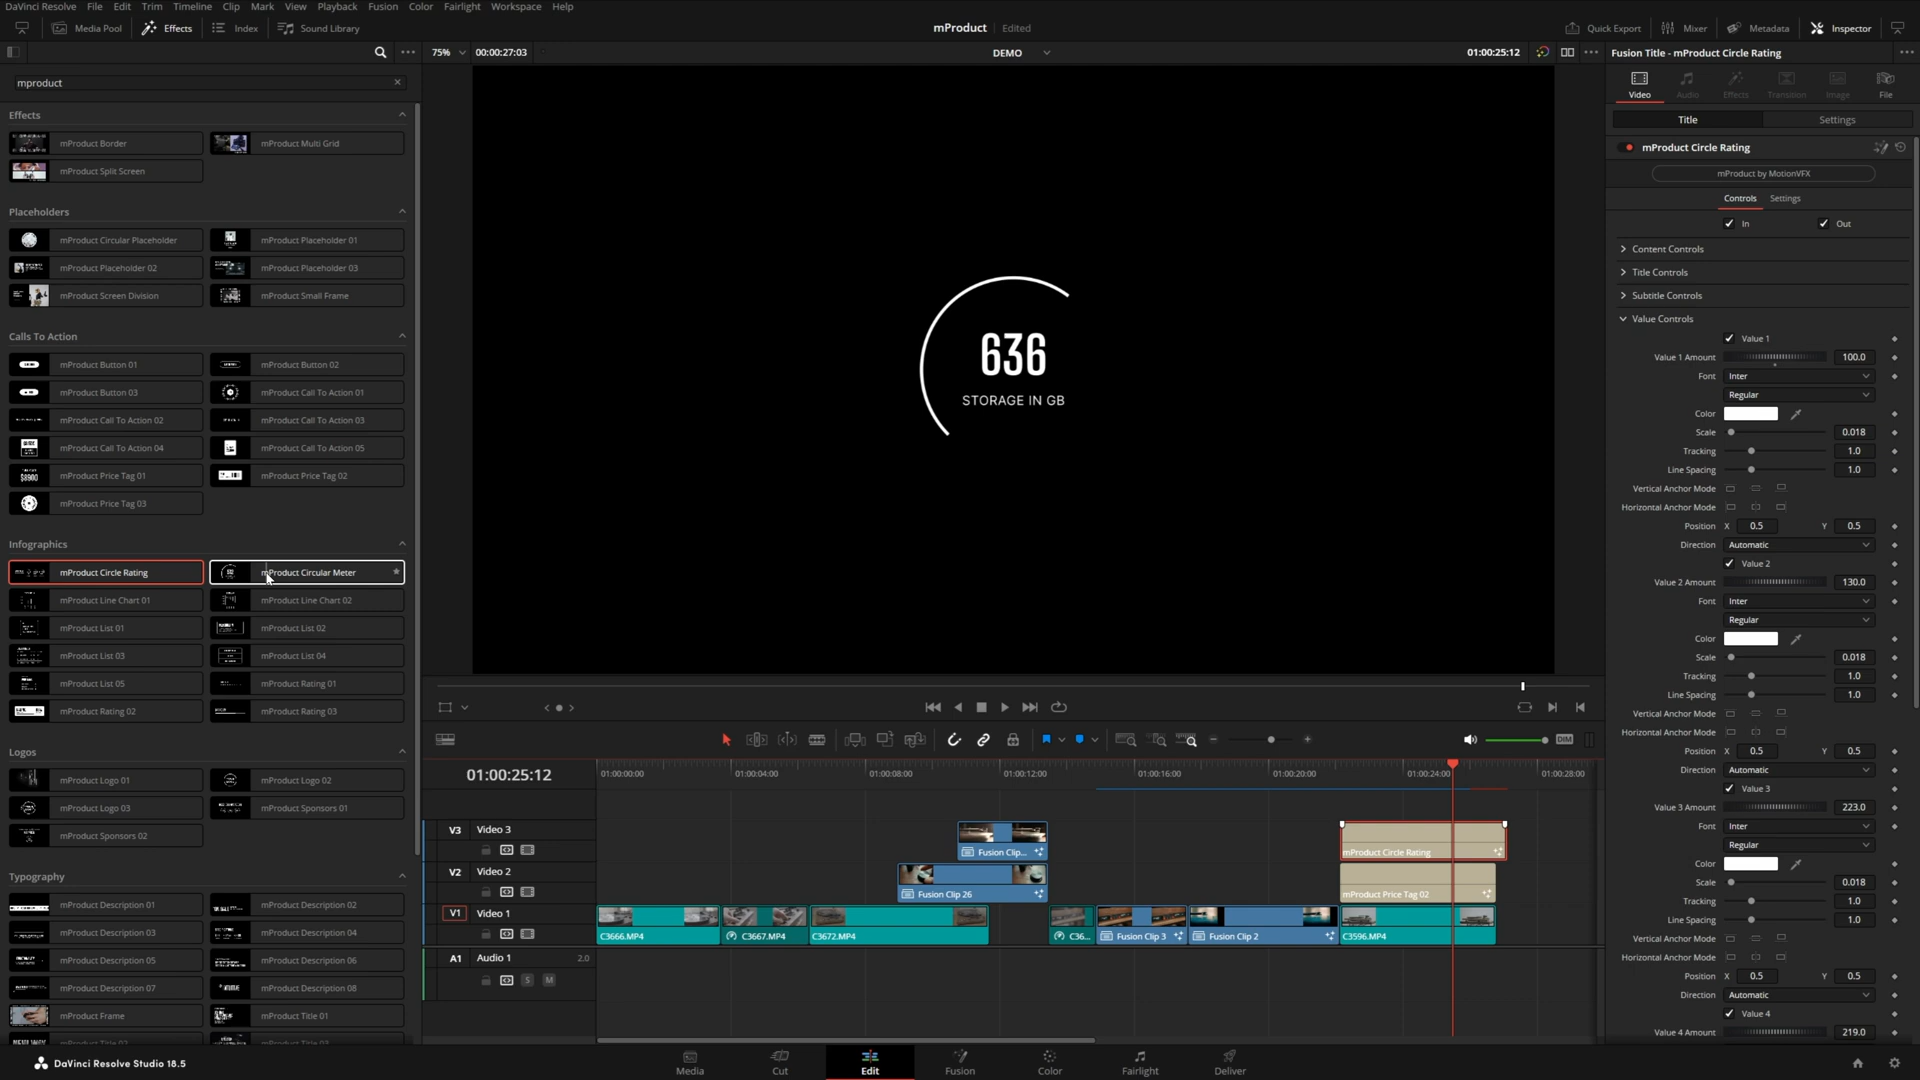 DaVinci Resolve File Edit Trim Timeline Clip Mark View Playback Fusion Color Fairlight Workspace Help
Media Pool Effects Index Sound Library mProduct Edited Quick Export Mixer Metadata Inspector
75% 00:00:27:03 DEMO 01:00:25:12 Fusion Title - mProduct Circle Rating
mproduct
Effects
mProduct Border mProduct Multi Grid
mProduct Split Screen
Placeholders
mProduct Circular Placeholder mProduct Placeholder 01
mProduct Placeholder 02 mProduct Placeholder 03
mProduct Screen Division mProduct Small Frame
Calls To Action
mProduct Button 01 mProduct Button 02
mProduct Button 03 mProduct Call To Action 01
mProduct Call To Action 02 mProduct Call To Action 03
mProduct Call To Action 04 mProduct Call To Action 05
$8900 mProduct Price Tag 01 mProduct Price Tag 02
mProduct Price Tag 03
Infographics
mProduct Circle Rating mProduct Circular Meter
mProduct Line Chart 01 mProduct Line Chart 02
mProduct List 01 mProduct List 02
mProduct List 03 mProduct List 04
mProduct List 05 mProduct Rating 01
mProduct Rating 02 mProduct Rating 03
Logos
mProduct Logo 01 mProduct Logo 02
mProduct Logo 03 mProduct Sponsors 01
mProduct Sponsors 02
Typography
mProduct Description 01 mProduct Description 02
mProduct Description 03 mProduct Description 04
mProduct Description 05 mProduct Description 06
mProduct Description 07 mProduct Description 08
mProduct Frame mProduct Title 01
mProduct Title 02 mProduct Title 03
636
STORAGE IN GB
Video Audio Effects Transition Image File
Title Settings
mProduct Circle Rating
mProduct by MotionVFX
Controls Settings
In Out
Content Controls
Title Controls
Subtitle Controls
Value Controls
Value 1
Value 1 Amount 100.0
Font Inter
Regular
Color
Scale 0.018
Tracking 1.0
Line Spacing 1.0
Vertical Anchor Mode
Horizontal Anchor Mode
Position X 0.5 Y 0.5
Direction Automatic
Value 2
Value 2 Amount 130.0
Font Inter
Regular
Color
Scale 0.018
Tracking 1.0
Line Spacing 1.0
Vertical Anchor Mode
Horizontal Anchor Mode
Position X 0.5 Y 0.5
Direction Automatic
Value 3
Value 3 Amount 223.0
Font Inter
Regular
Color
Scale 0.018
Tracking 1.0
Line Spacing 1.0
Vertical Anchor Mode
Horizontal Anchor Mode
Position X 0.5 Y 0.5
Direction Automatic
Value 4
Value 4 Amount 219.0
DIM
01:00:25:12 01:00:00:00 01:00:04:00 01:00:08:00 01:00:12:00 01:00:16:00 01:00:20:00 01:00:24:00 01:00:28:00
V3 Video 3
Fusion Clip... mProduct Circle Rating
V2 Video 2
Fusion Clip 26 mProduct Price Tag 02
V1 Video 1
C3666.MP4 C3667.MP4 C3672.MP4 C36... Fusion Clip 3 Fusion Clip 2 C3596.MP4
A1 Audio 1 2.0
S M
DaVinci Resolve Studio 18.5 Media Cut Edit Fusion Color Fairlight Deliver